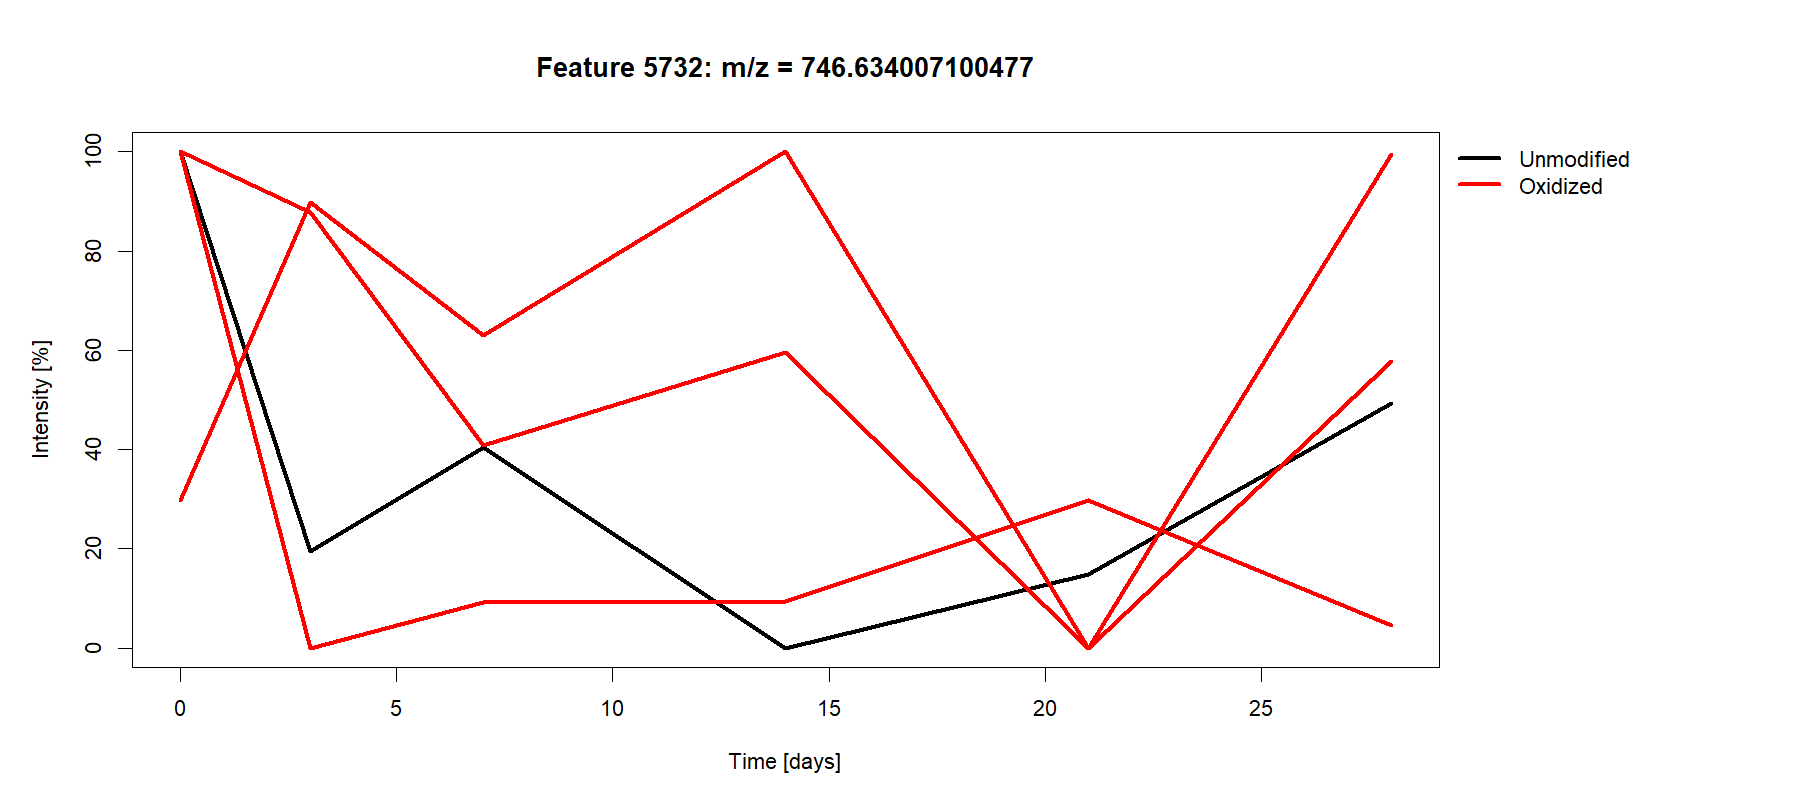 Feature 5732: m/z = 746.634007100477
Unmodified
Oxidized
Intensity [%]
100
80
60
40
20
0
0 5 10 15 20 25
Time [days]